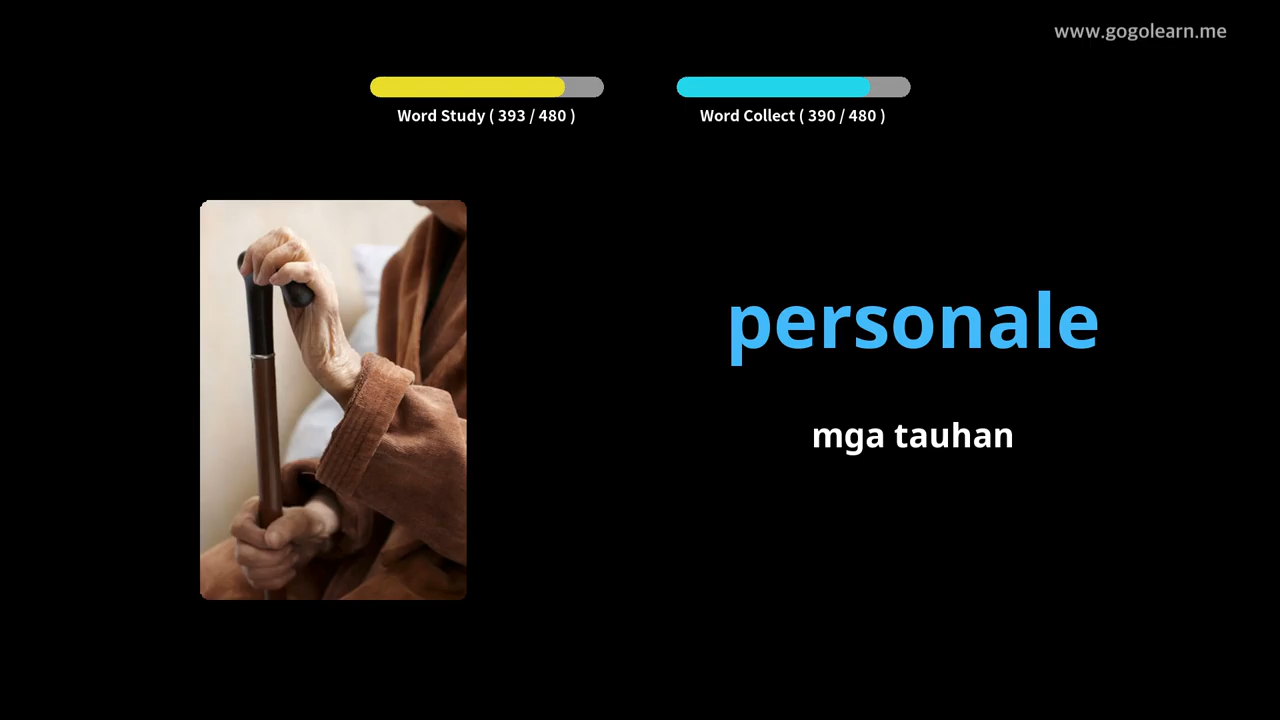 www.gogolearn.me
Word Study ( 393 / 480 )
Word Collect ( 390 / 480 )
personale
mga tauhan